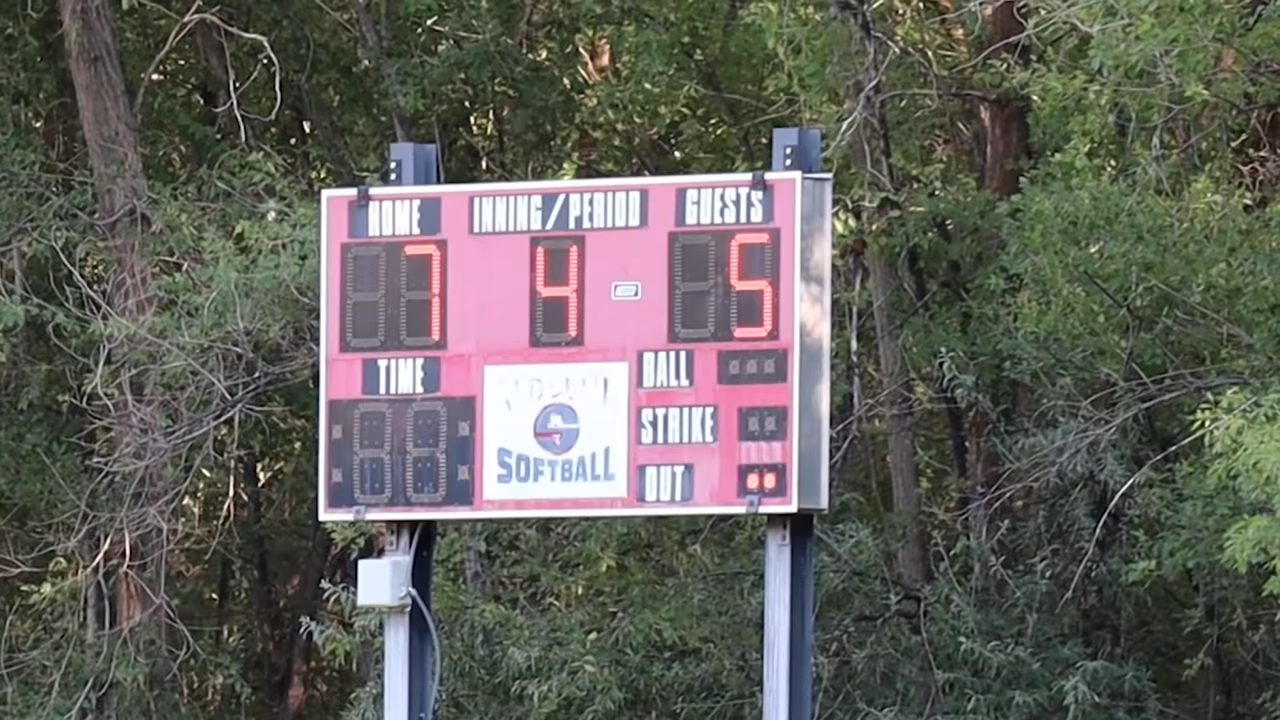 HOME INNING/PERIOD GUESTS
7 4 5
TIME
BALL
STRIKE
SOFTBALL
OUT